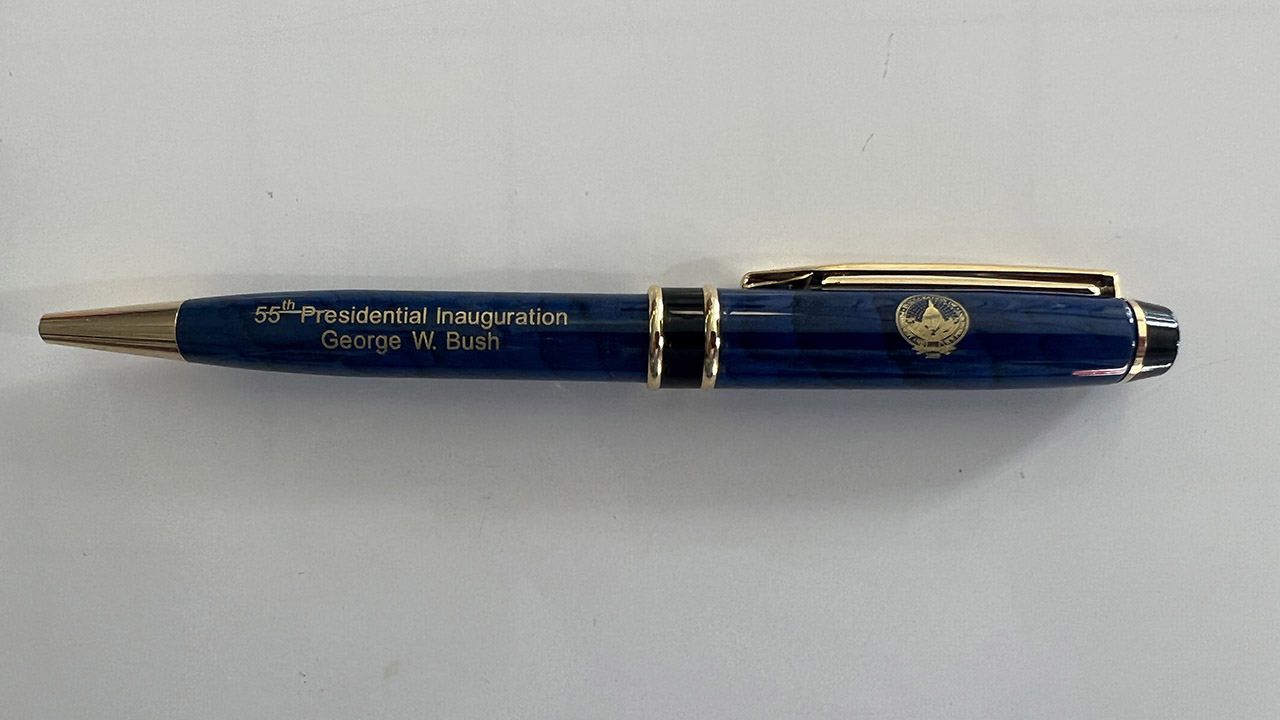 55th Presidential Inauguration
George W. Bush